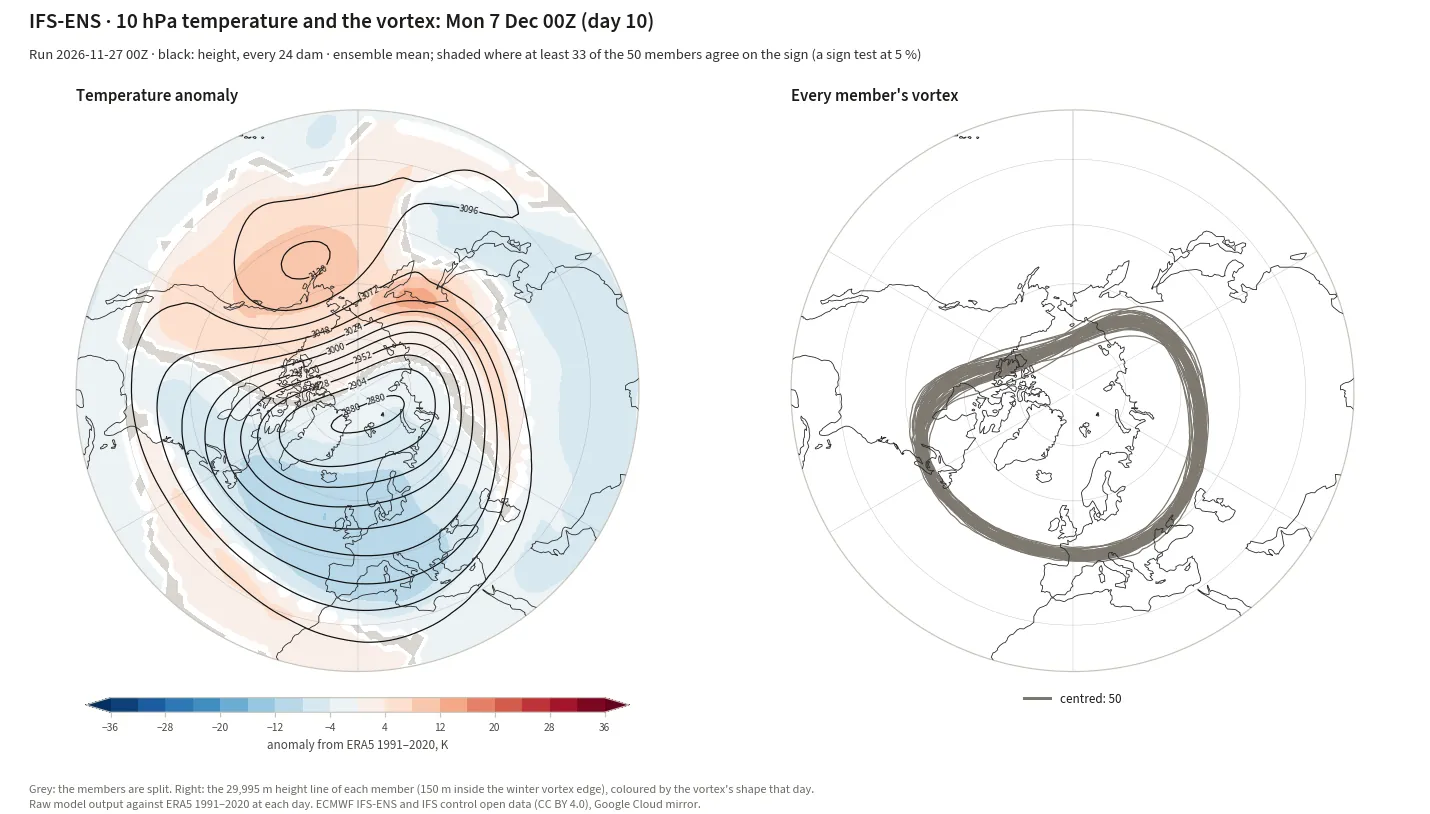 IFS-ENS · 10 hPa temperature and the vortex: Mon 7 Dec 00Z (day 10)
Run 2026-11-27 00Z · black: height, every 24 dam · ensemble mean; shaded where at least 33 of the 50 members agree on the sign (a sign test at 5 %)
Temperature anomaly
Every member's vortex
3096
3120
3072
3048
3024
3000
2952
2904
2880
2880
−36
−28
−20
−12
−4
4
12
20
28
36
anomaly from ERA5 1991–2020, K
centred: 50
Grey: the members are split. Right: the 29,995 m height line of each member (150 m inside the winter vortex edge), coloured by the vortex's shape that day.
Raw model output against ERA5 1991–2020 at each day. ECMWF IFS-ENS and IFS control open data (CC BY 4.0), Google Cloud mirror.